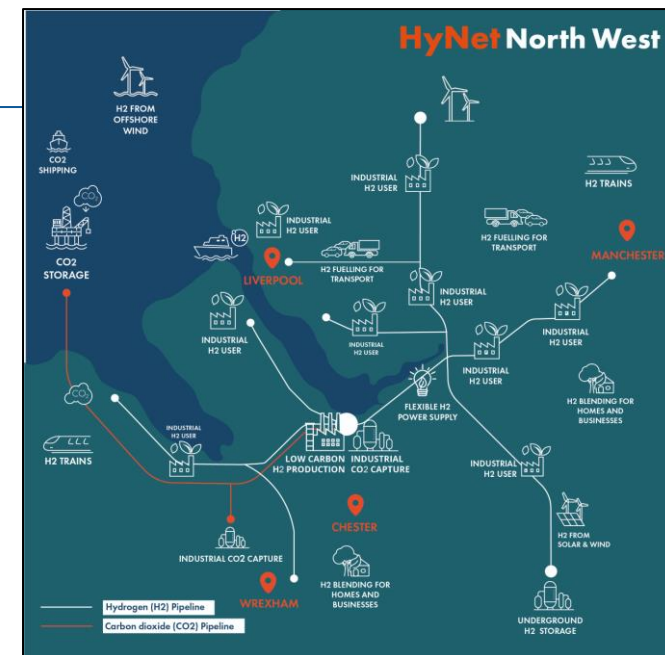 HyNet North West
H2 FROM
OFFSHORE
WIND
CO2
SHIPPING
CO2
CO2
STORAGE
INDUSTRIAL
H2 USER
H2 TRAINS
INDUSTRIAL
H2 USER
H2
LIVERPOOL
H2 FUELLING FOR
TRANSPORT
H2 FUELLING FOR
TRANSPORT
MANCHESTER
INDUSTRIAL
H2 USER
INDUSTRIAL
H2 USER
INDUSTRIAL
H2 USER
INDUSTRIAL
H2 USER
INDUSTRIAL
H2 USER
CO2
FLEXIBLE H2
POWER SUPPLY
H2 BLENDING FOR
HOMES AND
BUSINESSES
INDUSTRIAL
H2 USER
H2 TRAINS
LOW CARBON
H2 PRODUCTION
INDUSTRIAL
CO2 CAPTURE
INDUSTRIAL
H2 USER
CHESTER
H2 FROM
SOLAR & WIND
INDUSTRIAL CO2 CAPTURE
WREXHAM
H2 BLENDING FOR
HOMES AND
BUSINESSES
UNDERGROUND
H2 STORAGE
Hydrogen (H2) Pipeline
Carbon dioxide (CO2) Pipeline